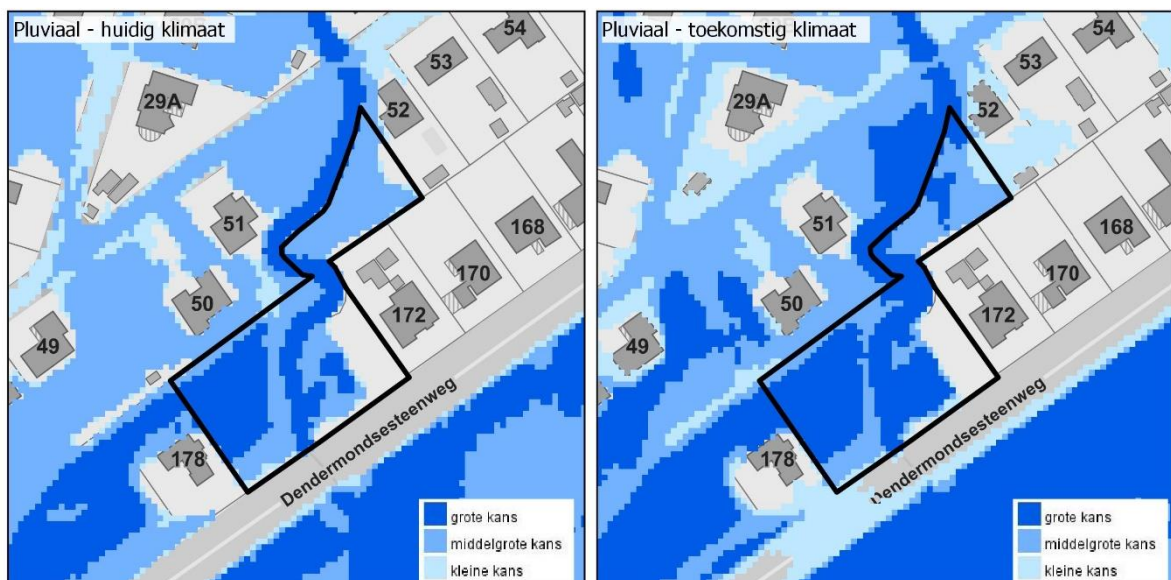 Pluviaal - huidig klimaat
54
53
29A
52
51
168
50
170
172
49
178
Dendermondsesteenweg
grote kans
middelgrote kans
kleine kans
Pluviaal - toekomstig klimaat
54
53
29A
52
51
168
50
170
172
49
178
Dendermondsesteenweg
grote kans
middelgrote kans
kleine kans